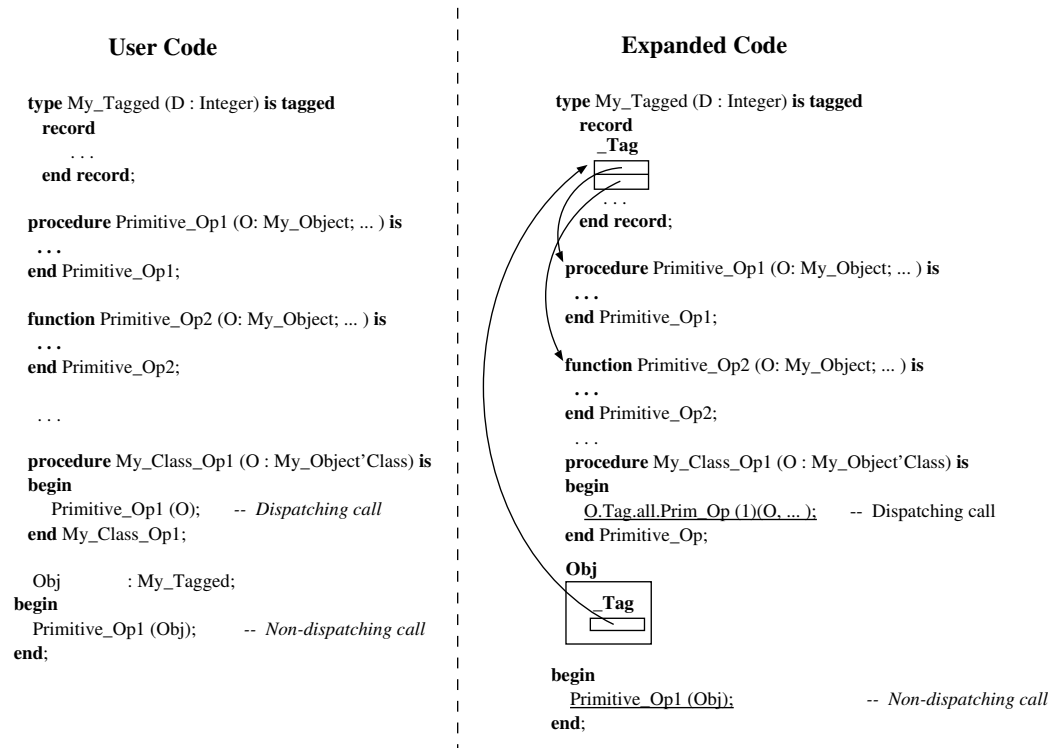 User Code
type My_Tagged (D : Integer) is tagged
record
. . .
end record;
procedure Primitive_Op1 (O: My_Object; ... ) is
. . .
end Primitive_Op1;
function Primitive_Op2 (O: My_Object; ... ) is
. . .
end Primitive_Op2;
. . .
procedure My_Class_Op1 (O : My_Object'Class) is
begin
Primitive_Op1 (O); -- Dispatching call
end My_Class_Op1;
Obj : My_Tagged;
begin
Primitive_Op1 (Obj); -- Non-dispatching call
end;
Expanded Code
type My_Tagged (D : Integer) is tagged
record
_Tag
. . .
end record;
procedure Primitive_Op1 (O: My_Object; ... ) is
. . .
end Primitive_Op1;
function Primitive_Op2 (O: My_Object; ... ) is
. . .
end Primitive_Op2;
. . .
procedure My_Class_Op1 (O : My_Object'Class) is
begin
O.Tag.all.Prim_Op (1)(O, ... ); -- Dispatching call
end Primitive_Op;
Obj
_Tag
begin
Primitive_Op1 (Obj); -- Non-dispatching call
end;